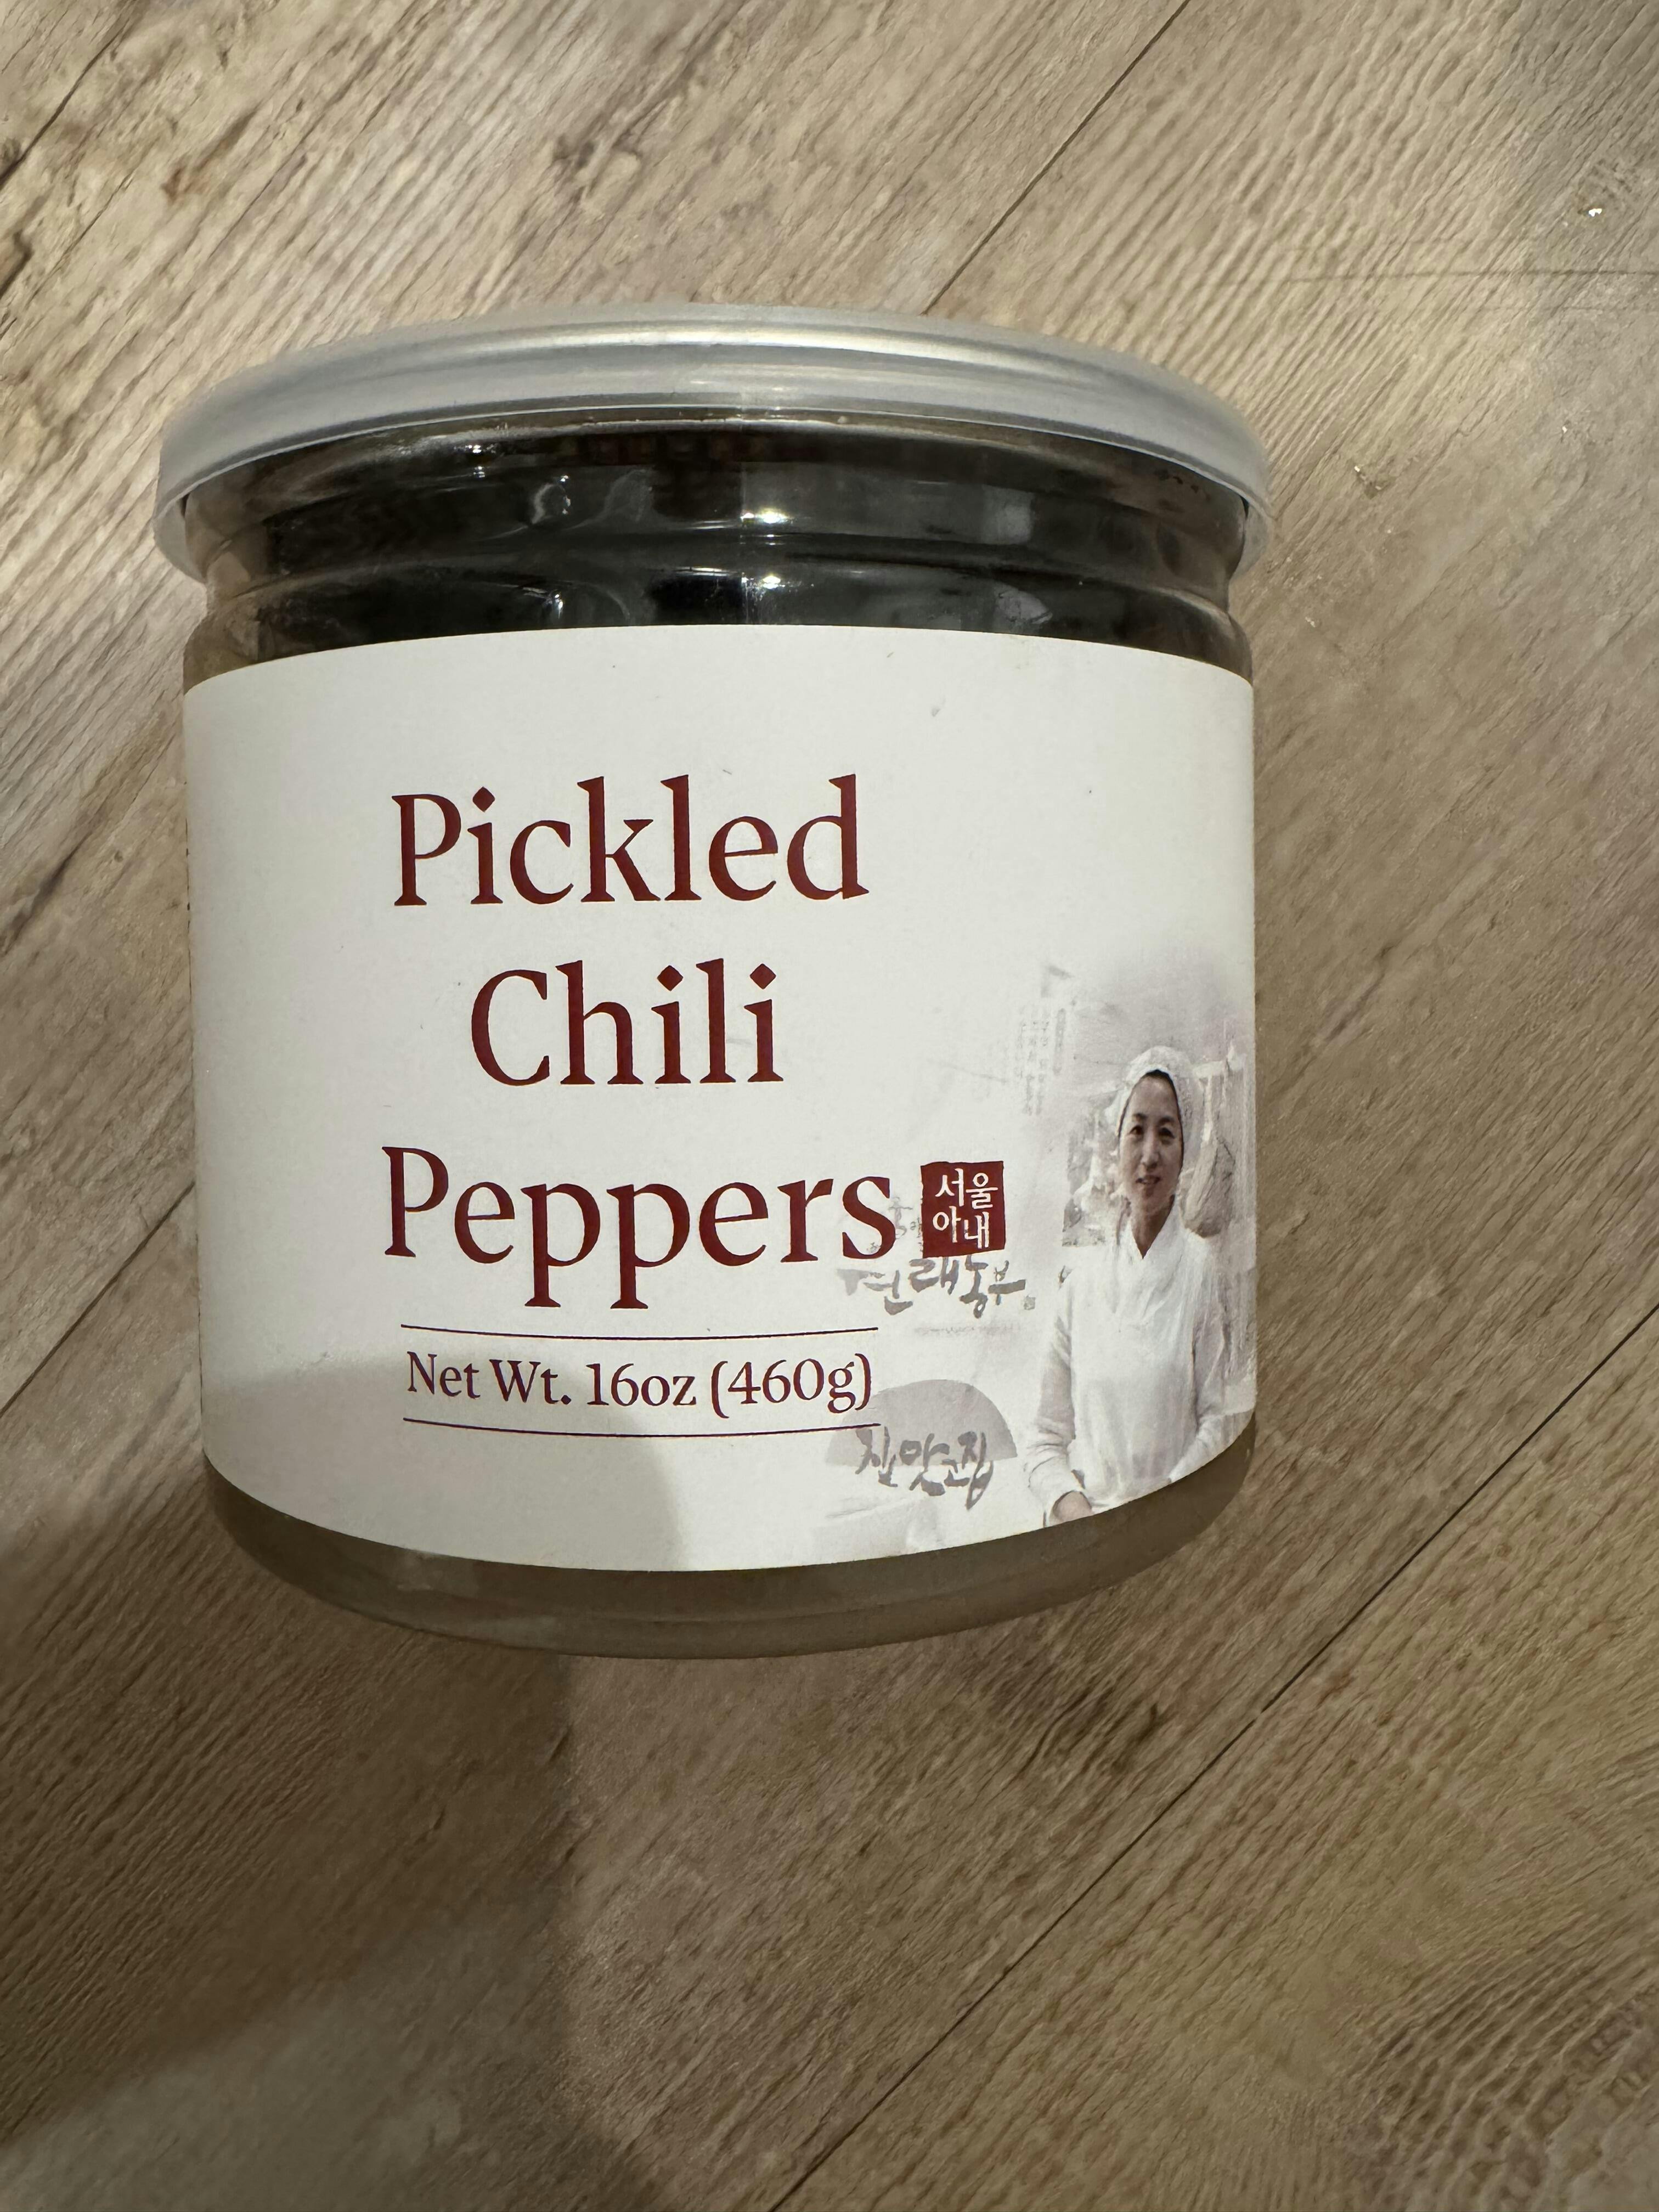 Pickled
Chili
Peppers
서울
아내
Net Wt. 16oz (460g)